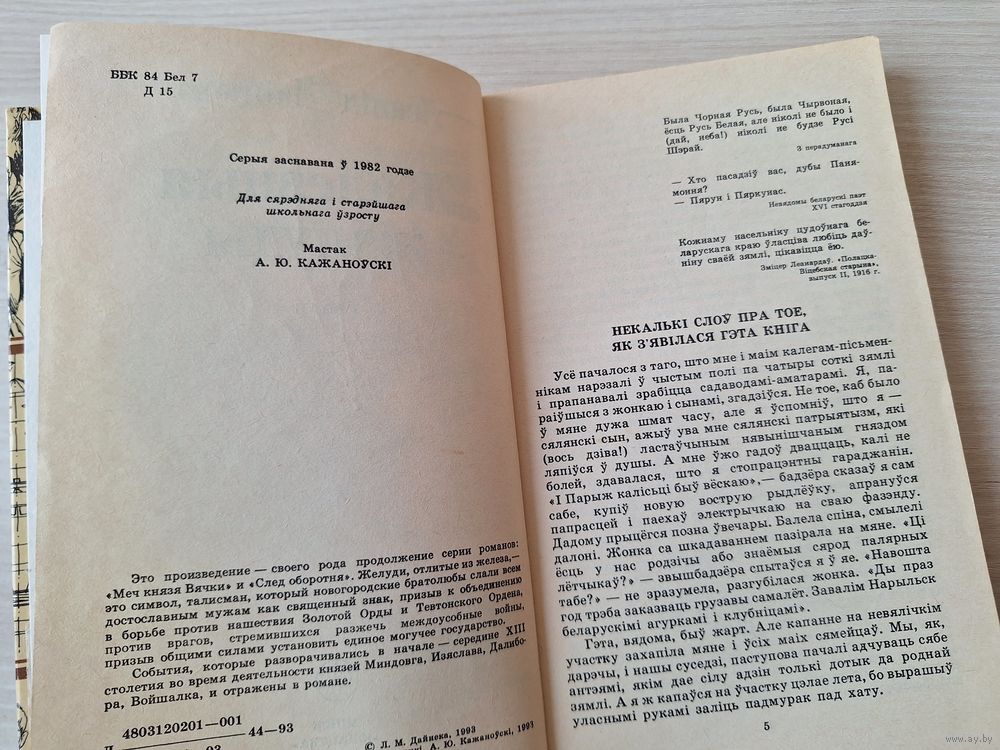 ББК 84 Бел 7
Д 15
Серыя заснавана ў 1982 годзе
Для сярэдняга і старэйшага
школьнага ўзросту
Мастак
А. Ю. КАЖАНОЎСКІ
Это произведение — своего рода продолжение серии романов:
«Меч князя Вячки» и «След оборотня». Желуди, отлитые из железа,—
это символ, талисман, который новогородские братолюбы слали всем
достославным мужам как священный знак, призыв к объединению
в борьбе против нашествия Золотой Орды и Тевтонского Ордена,
против врагов, стремившихся разжечь междоусобные войны,
призыв общими силами установить единое могучее государство.
События, которые разворачивались в начале — середине XIII
столетия во время деятельности князей Миндовга, Изяслава, Далибо-
ра, Войшалка, и отражены в романе.
4803120201—001
44—93
© Л. М. Дайнека, 1993
А. Ю. Кажаноўскі, 1993
Была Чорная Русь, была Чырвоная,
ёсць Русь Белая, але ніколі не было і
(дай, неба!) ніколі не будзе Русі
Шэрай.
З перадуманага
— Хто пасадзіў вас, дубы Паня-
моння?
— Пярун і Пяркунас.
Невядомы беларускі паэт
XVI стагоддзя
Кожнаму насельніку цудоўнага бе-
ларускага краю ўласціва любіць даў-
ніну сваёй зямлі, цікавіцца ёю.
Зміцер Леанардаў. «Полацка-
Віцебская старына»,
выпуск II, 1916 г.
НЕКАЛЬКІ СЛОЎ ПРА ТОЕ,
ЯК З'ЯВІЛАСЯ ГЭТА КНІГА
Усё пачалося з таго, што мне і маім калегам-пісьмен-
нікам нарэзалі ў чыстым полі па чатыры соткі зямлі
і прапанавалі зрабіцца садаводамі-аматарамі. Я, па-
раіўшыся з жонкаю і сынамі, згадзіўся. Не тое, каб было
ў мяне дужа шмат часу, але я ўспомніў, што я —
сялянскі сын, ажыў ува мне сялянскі патрыятызм, які
(вось дзіва!) ластаўчыным нявынішчаным гняздом
ляпіўся ў душы. А мне ўжо гадоў дваццаць, калі не
болей, здавалася, што я стопрацэнтны гараджанін.
«І Парыж калісьці быў вёскаю»,— бадзёра сказаў я сам
сабе, купіў новую вострую рыдлёўку, апрануўся
папрасцей і паехаў электрычкаю на сваю фазэнду.
Дадому прыцёгся позна ўвечары. Балела спіна, смылелі
далоні. Жонка са шкадаваннем пазірала на мяне. «Ці
ёсць у нас родзічы або знаёмыя сярод палярных
лётчыкаў?» — звышбадзёра спытаўся я ў яе. «Навошта
табе?» — не зразумела, разгубілася жонка. «Ды праз
год трэба заказваць грузавы самалёт. Завалім Нарыльск
беларускімі агуркамі і клубніцамі».
Гэта, вядома, быў жарт. Але капанне на невялічкім
участку захапіла мяне і ўсіх маіх сямейцаў. Мы, як,
дарэчы, і нашы суседзі, паступова пачалі адчуваць сябе
антэямі, якім дае сілу адзін толькі дотык да роднай
зямлі. А я ж капаўся на ўчастку цэлае лета, бо вырашыў
уласнымі рукамі заліць падмурак пад хату.
5
www.ay.by